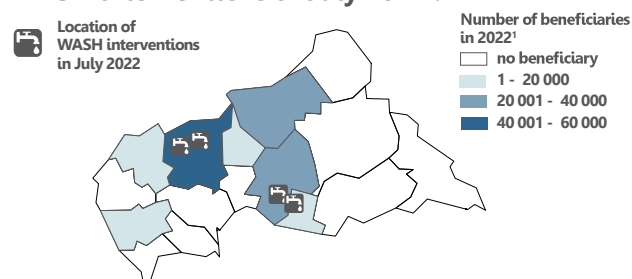 Location of
WASH interventions
in July 2022
Number of beneficiaries
in 2022¹
no beneficiary
1 - 20 000
20 001 - 40 000
40 001 - 60 000